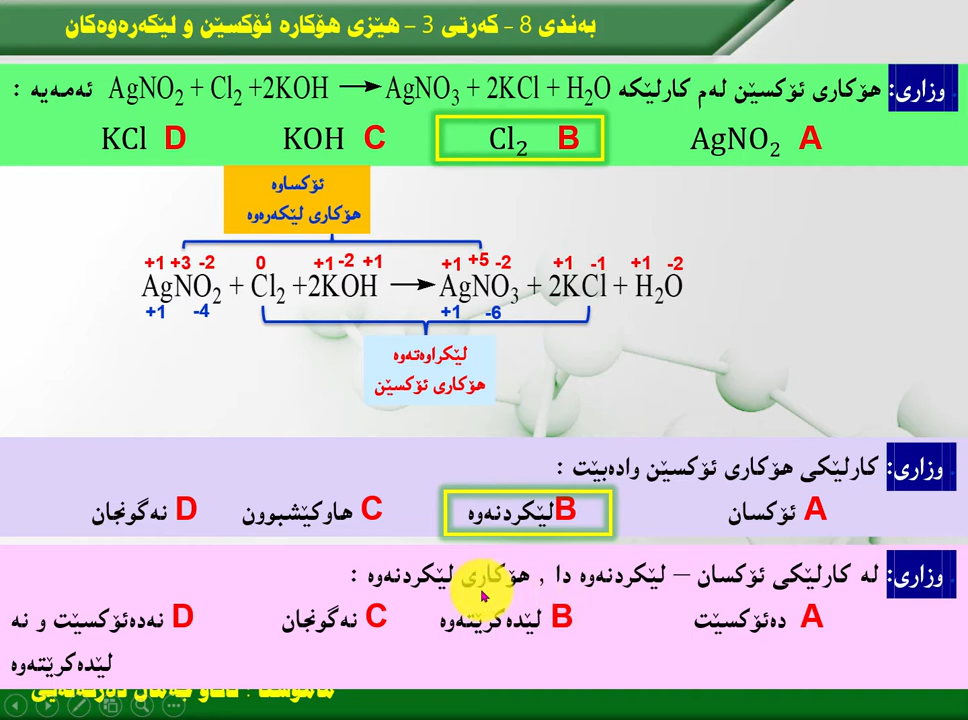 بەندی 8 - کەرتی 3 - هێزی هۆکارە ئۆکسێن و لێکەرەوەکان
وزاری: هۆکاری ئۆکسێن لەم کارلێکە AgNO₂ + Cl₂ +2KOH ⟶ AgNO₃ + 2KCl + H₂O ئەمەیە :
A AgNO₂ B Cl₂ C KOH D KCl
ئۆکساوە
هۆکاری لێکەرەوە
+1 +3 -2 0 +1 -2 +1 +1 +5 -2 +1 -1 +1 -2
AgNO₂ + Cl₂ +2KOH ⟶ AgNO₃ + 2KCl + H₂O
+1 -4 +1 -6
لێکراوەتەوە
هۆکاری ئۆکسێن
وزاری: کارلێکی هۆکاری ئۆکسێن وادەبێت :
A ئۆکسان B لێکردنەوە C هاوکێشبوون D نەگونجان
وزاری: لە کارلێکی ئۆکسان – لێکردنەوە دا , هۆکاری لێکردنەوە :
A دەئۆکسێت B لێدەکرێتەوە C نەگونجان D نەدەئۆکسێت و نە
لێدەکرێتەوە